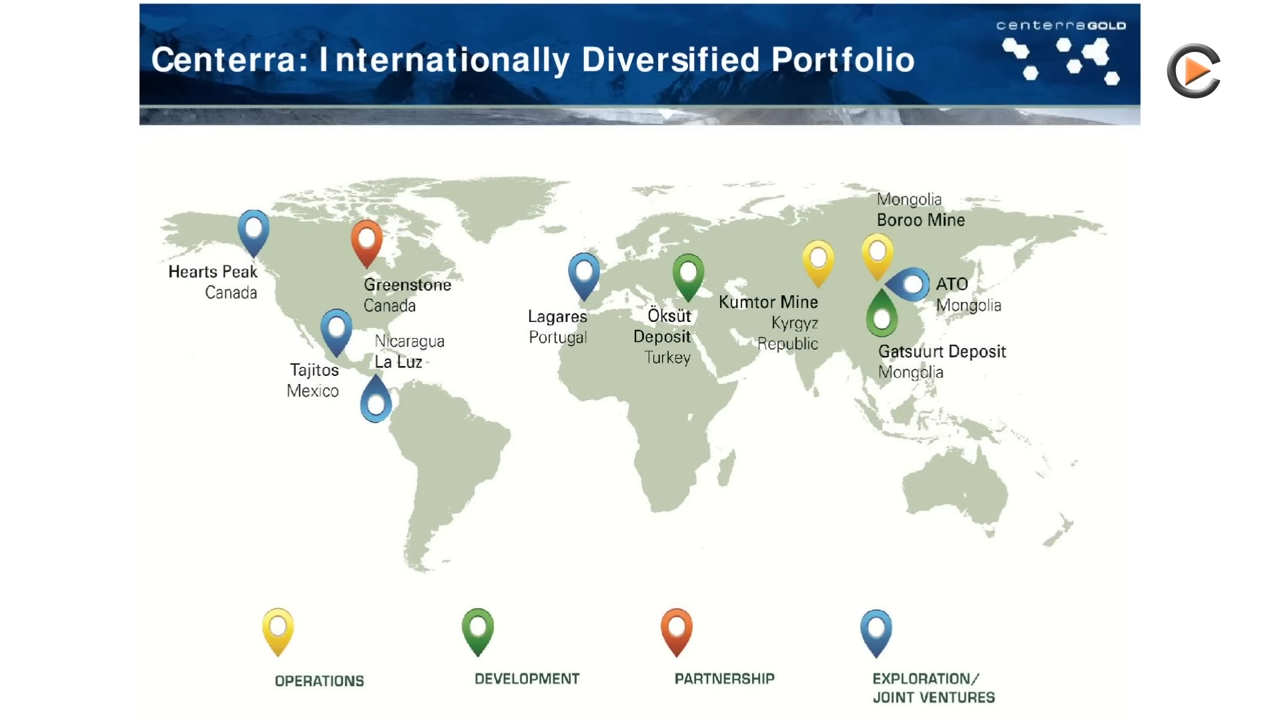 Centerra: Internationally Diversified Portfolio
centerraGOLD
Mongolia
Boroo Mine
Hearts Peak
Canada
Greenstone
Canada
ATO
Mongolia
Kumtor Mine
Kyrgyz
Republic
Lagares
Portugal
Öksüt
Deposit
Turkey
Nicaragua
La Luz
Gatsuurt Deposit
Mongolia
Tajitos
Mexico
OPERATIONS
DEVELOPMENT
PARTNERSHIP
EXPLORATION/
JOINT VENTURES